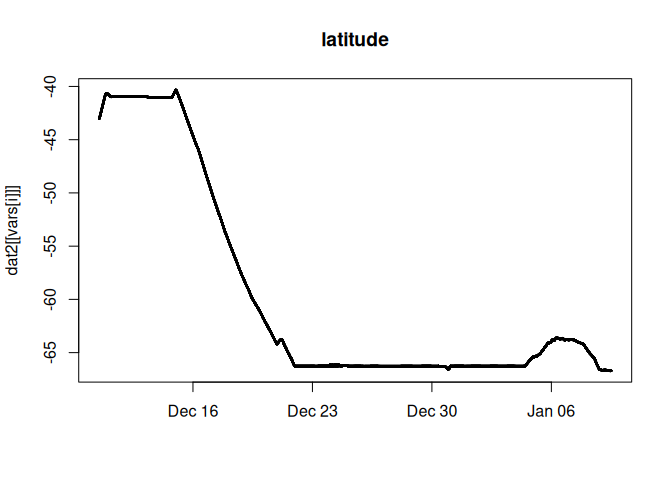 latitude
dat2[[vars[i]]]
-40
-45
-50
-55
-60
-65
Dec 16
Dec 23
Dec 30
Jan 06